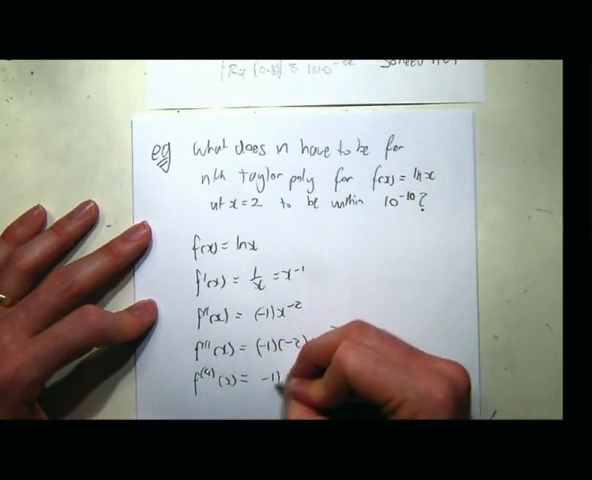 eg What does n have to be for
nth Taylor poly for f(x) = ln x
at x = 2 to be within 10⁻¹⁰?
f(x) = ln x
f'(x) = 1/x = x⁻¹
f''(x) = (-1)x⁻²
f'''(x) = (-1)(-2)
f⁽⁴⁾(x) = -1)